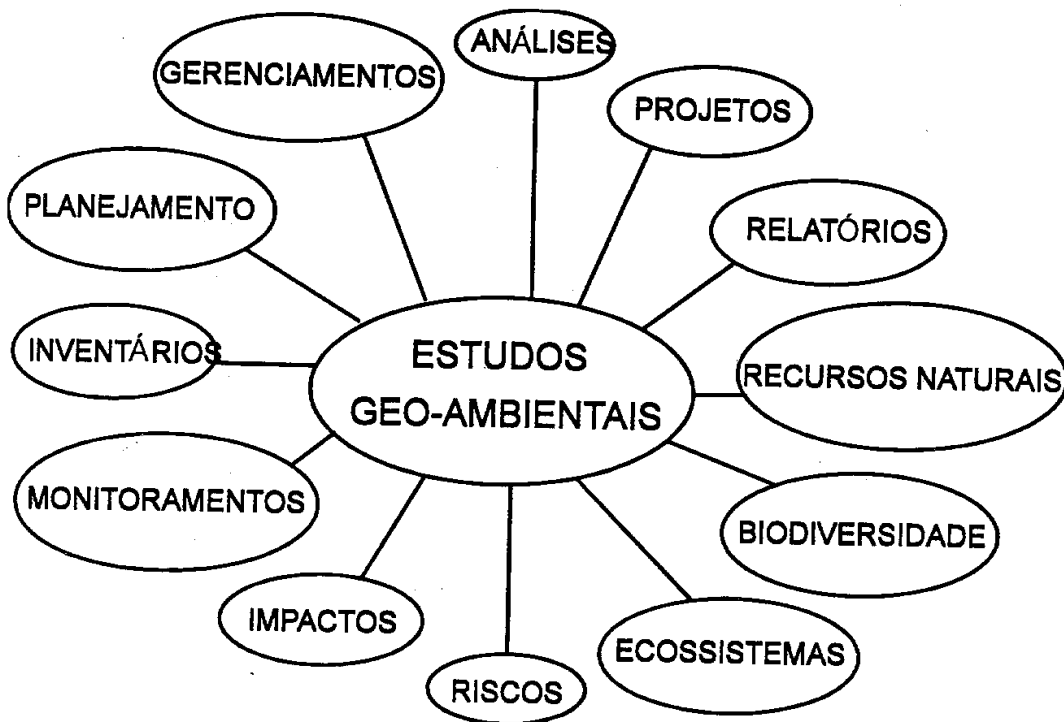 ANÁLISES
GERENCIAMENTOS
PROJETOS
PLANEJAMENTO
RELATÓRIOS
INVENTÁRIOS
ESTUDOS
GEO-AMBIENTAIS
RECURSOS NATURAIS
MONITORAMENTOS
BIODIVERSIDADE
IMPACTOS
ECOSSISTEMAS
RISCOS